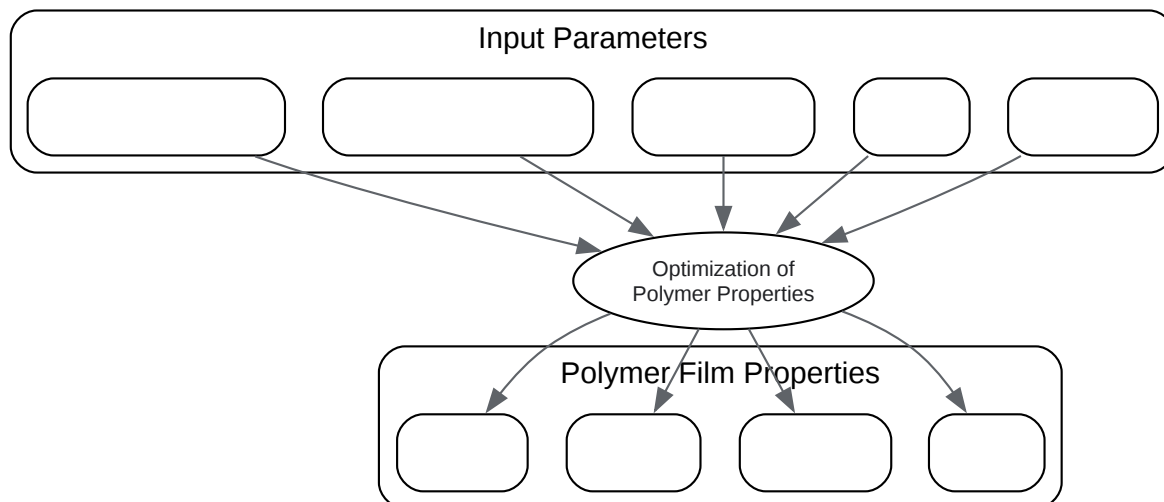 Input Parameters
Optimization of
Polymer Properties
Polymer Film Properties